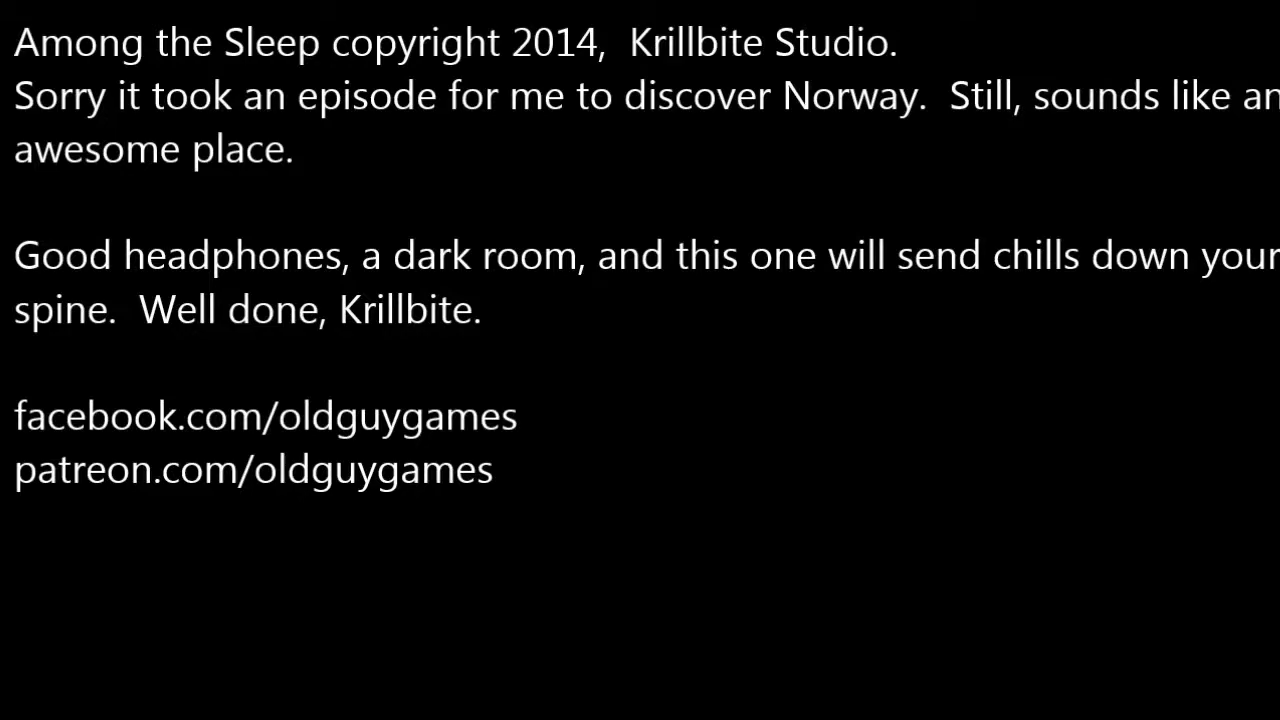 Among the Sleep copyright 2014,  Krillbite Studio.
Sorry it took an episode for me to discover Norway.  Still, sounds like an
awesome place.
Good headphones, a dark room, and this one will send chills down your
spine.  Well done, Krillbite.
facebook.com/oldguygames
patreon.com/oldguygames